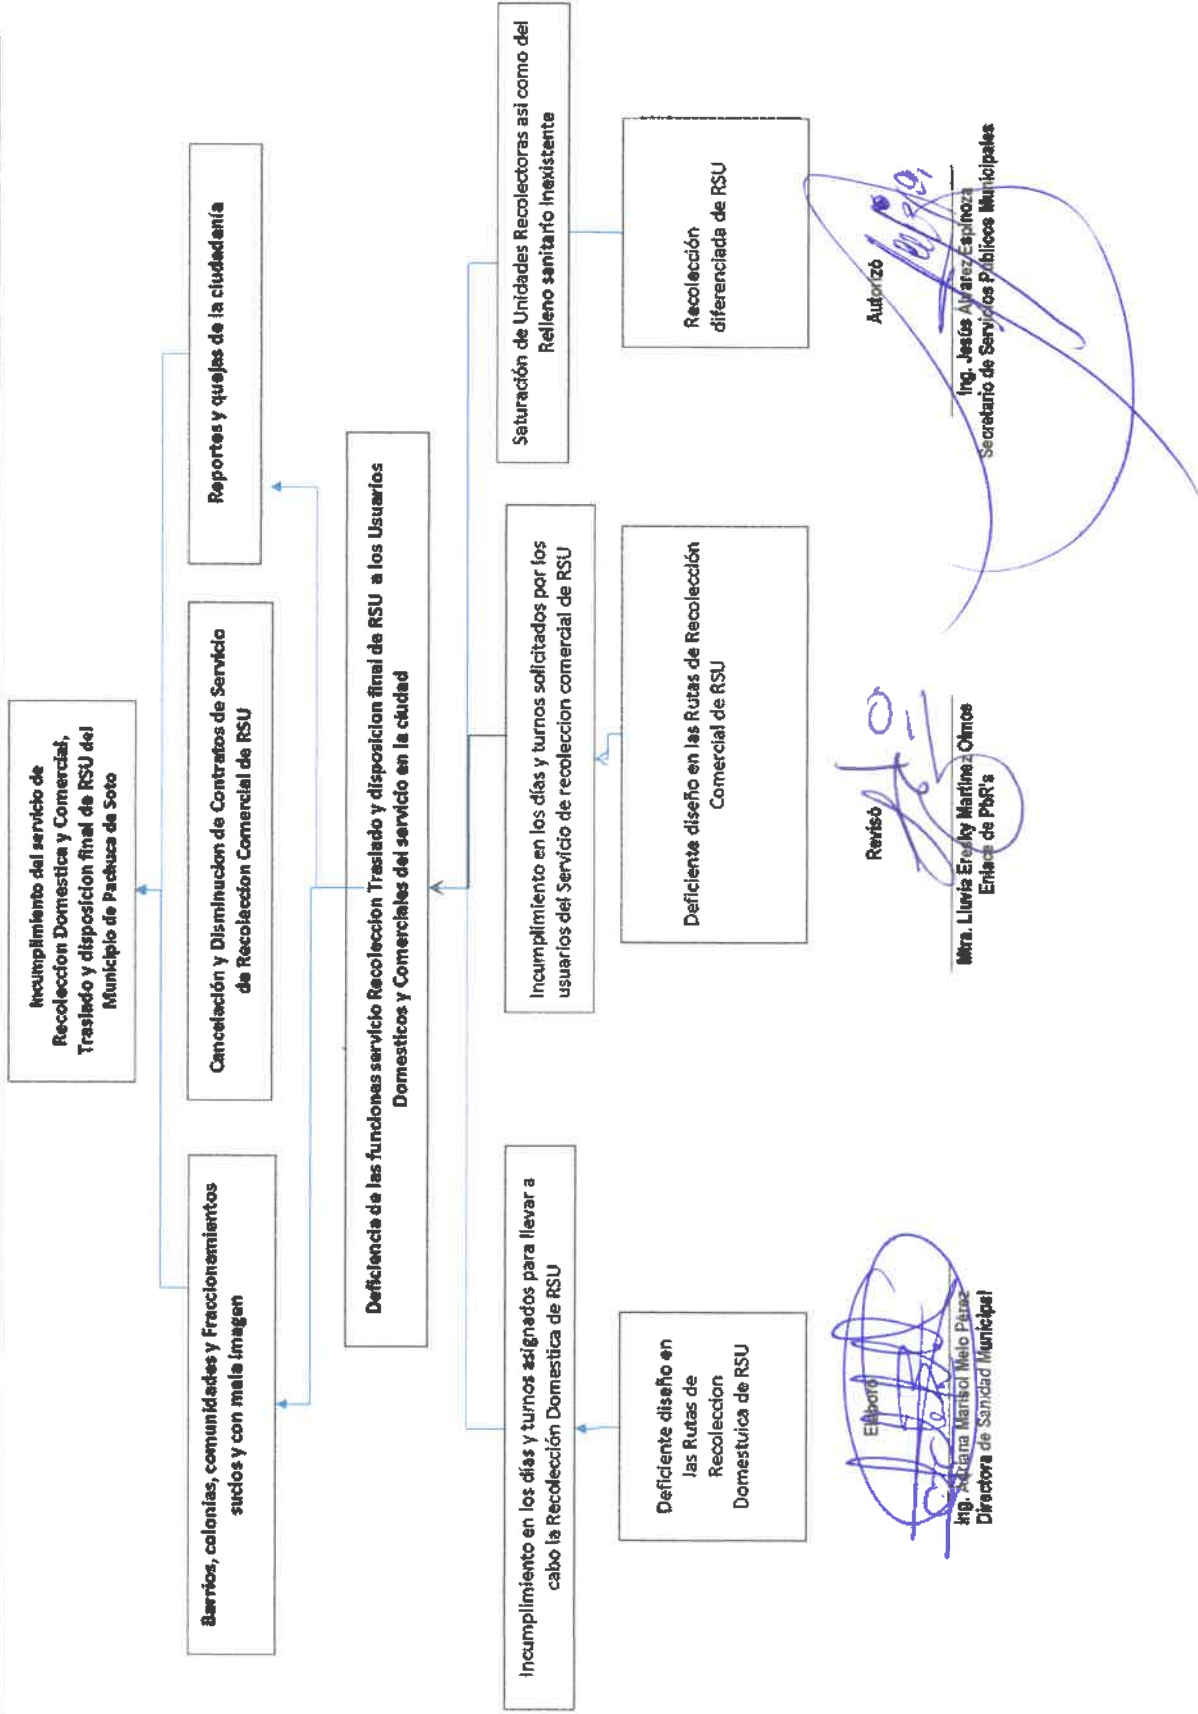 Incumplimiento del servicio de
Recoleccion Domestica y Comercial,
Traslado y disposicion final de RSU del
Municipio de Pachuca de Soto
Barrios, colonias, comunidades y Fraccionamientos
sucios y con mala imagen
Cancelación y Disminucion de Contratos de Servicio
de Recoleccion Comercial de RSU
Reportes y quejas de la ciudadanía
Deficiencia de las funciones servicio Recoleccion Traslado y disposicion final de RSU a los Usuarios
Domesticos y Comerciales del servicio en la ciudad
Incumplimiento en los días y turnos asignados para llevar a
cabo la Recolección Domestica de RSU
Incumplimiento en los días y turnos solicitados por los
usuarios del Servicio de recoleccion comercial de RSU
Saturación de Unidades Recolectoras asi como del
Relleno sanitario inexistente
Deficiente diseño en
las Rutas de
Recoleccion
Domestuica de RSU
Deficiente diseño en las Rutas de Recolección
Comercial de RSU
Recolección
diferenciada de RSU
Elaboró
Ing. Adriana Marisol Melo Pérez
Directora de Sanidad Municipal
Revisó
Mtra. Lluvia Eresky Martinez Olmos
Enlace de PbR's
Autorizó
Ing. Jesús Alvarez Espinoza
Secretario de Servicios Públicos Municipales